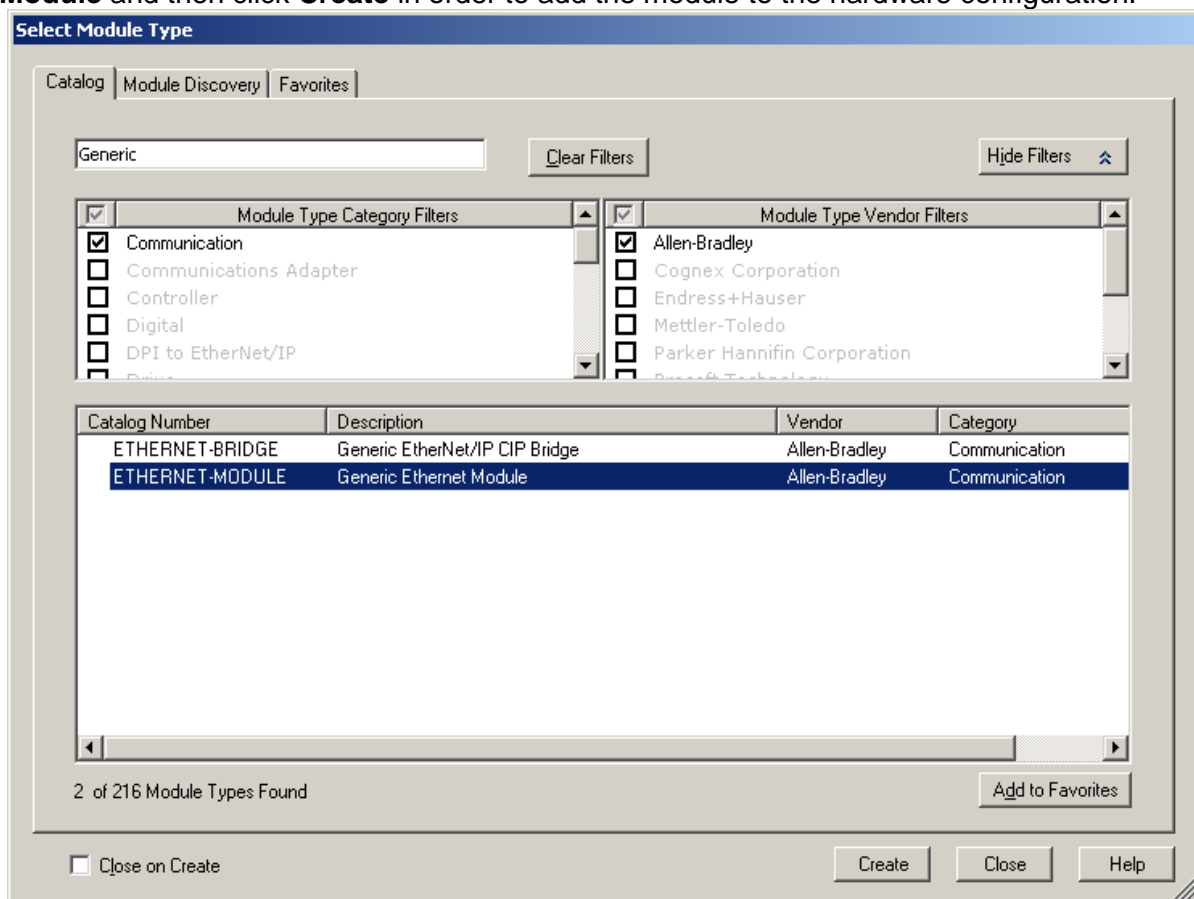 Module and then click Create in order to add the module to the hardware configuration.
Select Module Type
Catalog Module Discovery Favorites
Generic Clear Filters Hide Filters
Module Type Category Filters Module Type Vendor Filters
Communication Allen-Bradley
Communications Adapter Cognex Corporation
Controller Endress+Hauser
Digital Mettler-Toledo
DPI to EtherNet/IP Parker Hannifin Corporation
Catalog Number Description Vendor Category
ETHERNET-BRIDGE Generic EtherNet/IP CIP Bridge Allen-Bradley Communication
ETHERNET-MODULE Generic Ethernet Module Allen-Bradley Communication
2 of 216 Module Types Found Add to Favorites
Close on Create Create Close Help